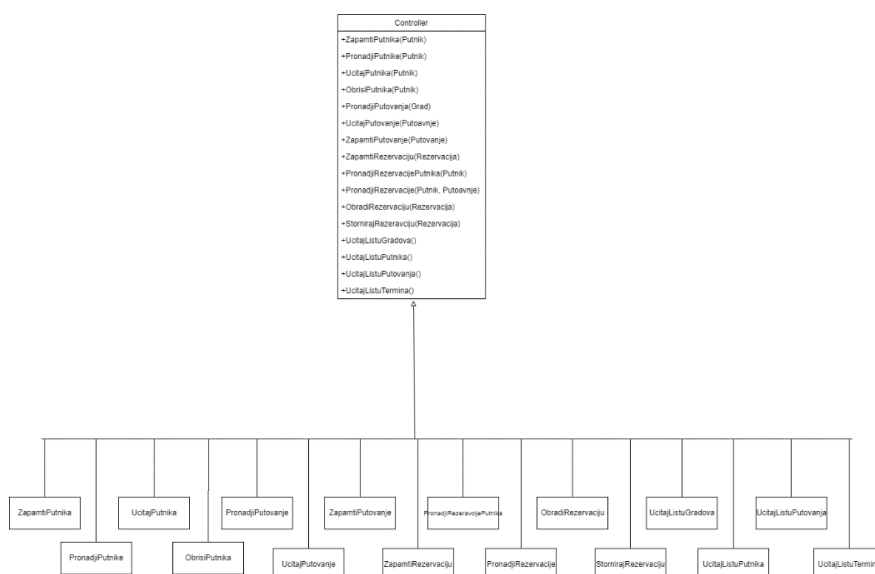 Controller
+ZapamtiPutnika(Putnik)
+PronadjiPutnike(Putnik)
+UcitajPutnika(Putnik)
+ObrisiPutnika(Putnik)
+PronadjiPutovanja(Grad)
+UcitajPutovanje(Putoavnje)
+ZapamtiPutovanje(Putovanje)
+ZapamtiRezervaciju(Rezervacija)
+PronadjiRezervacijePutnika(Putnik)
+PronadjiRezervacije(Putnik, Putoavnje)
+ObradiRezervaciju(Rezervacija)
+StornirajRezeravciju(Rezervacija)
+UcitajListuGradova()
+UcitajListuPutnika()
+UcitajListuPutovanja()
+UcitajListuTermina()
ZapamtiPutnika
UcitajPutnika
PronadjiPutovanje
ZapamtiPutovanje
PronadjiRezeravcijePutnika
ObradiRezervaciju
UcitajListuGradova
UcitajListuPutovanja
PronadjiPutnike
ObrisiPutnika
UcitajPutovanje
ZapamtiRezervaciju
PronadjiRezervacije
StornirajRezervaciju
UcitajListuPutnika
UcitajListuTermin